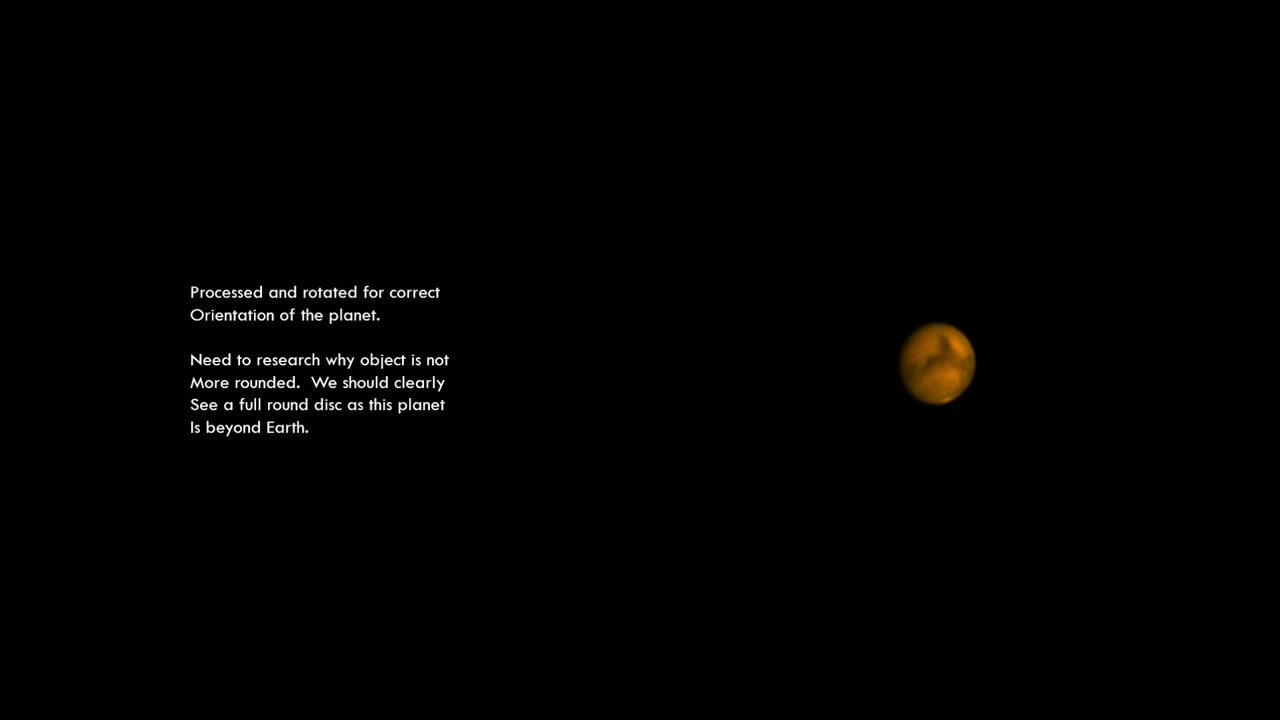 Processed and rotated for correct
Orientation of the planet.
Need to research why object is not
More rounded.  We should clearly
See a full round disc as this planet
Is beyond Earth.